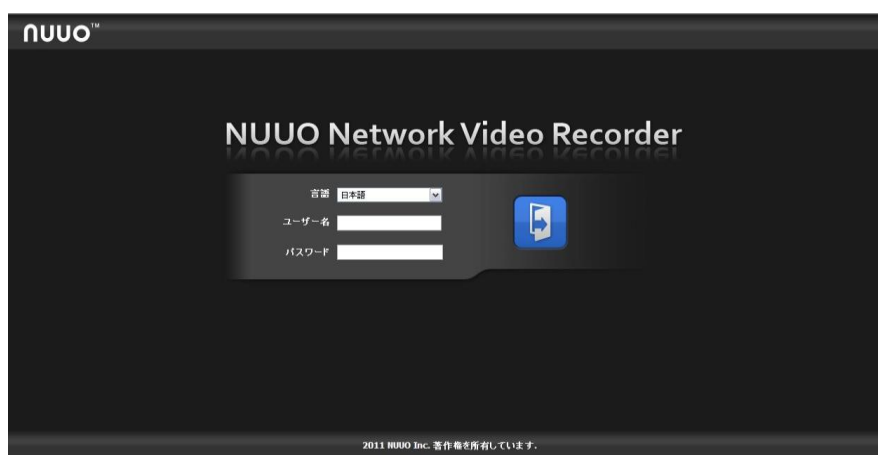 nuuo™
NUUO Network Video Recorder
言語 日本語
ユーザー名
パスワード
2011 NUUO Inc. 著作権を所有しています.